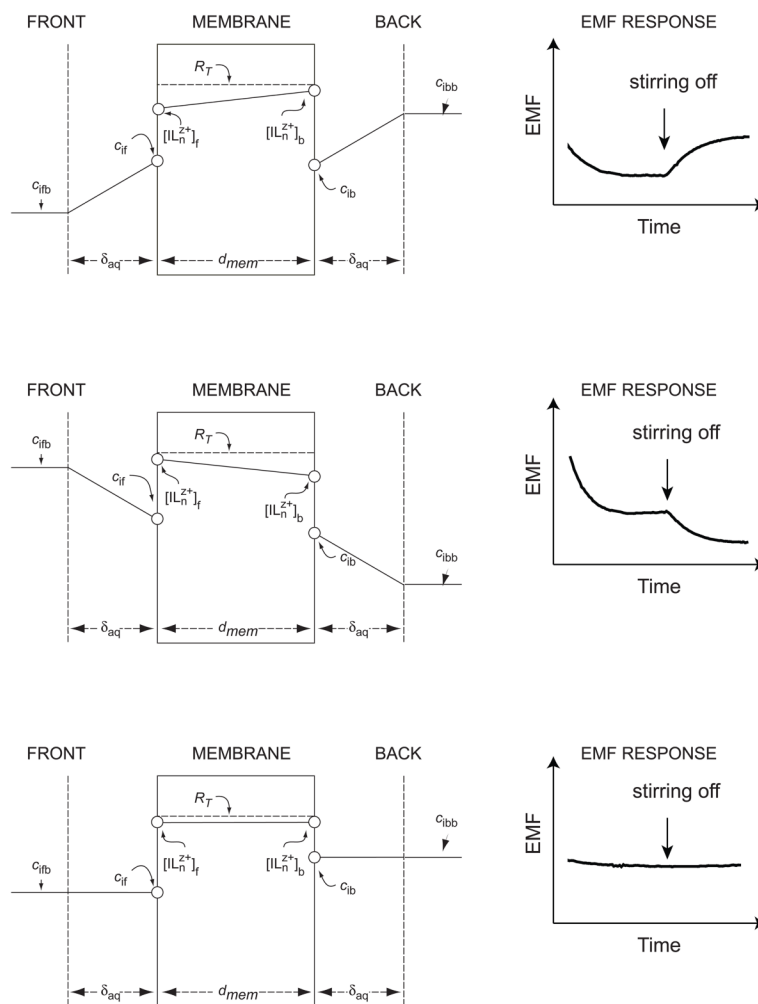 FRONT MEMBRANE BACK EMF RESPONSE
R_T
c_ibb
stirring off
[IL_n^z+]_f [IL_n^z+]_b
c_if
EMF
c_ifb
c_ib
Time
δ_aq d_mem δ_aq
FRONT MEMBRANE BACK EMF RESPONSE
R_T
c_ifb
stirring off
c_if
[IL_n^z+]_f
[IL_n^z+]_b
EMF
c_ib
c_ibb
Time
δ_aq d_mem δ_aq
FRONT MEMBRANE BACK EMF RESPONSE
R_T
stirring off
c_ibb
[IL_n^z+]_f [IL_n^z+]_b
EMF
c_ifb
c_if
c_ib
Time
δ_aq d_mem δ_aq